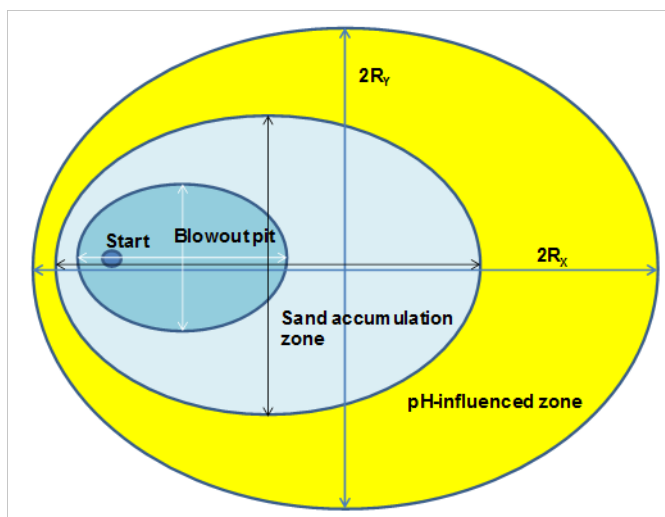 2RY
Start
Blowout pit
2RX
Sand accumulation
zone
pH-influenced zone